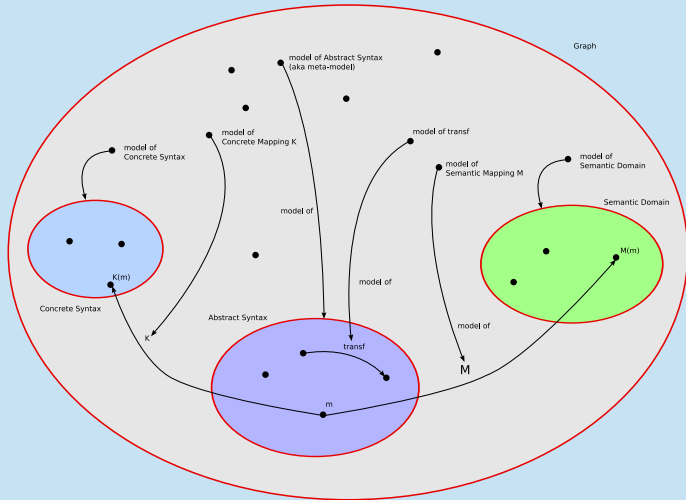 Graph
model of Abstract Syntax
(aka meta-model)
model of
Concrete Mapping K
model of transf
model of
Concrete Syntax
model of
Semantic Mapping M
model of
Semantic Domain
Semantic Domain
model of
M(m)
K(m)
model of
Concrete Syntax
Abstract Syntax
model of
K
transf
M
m